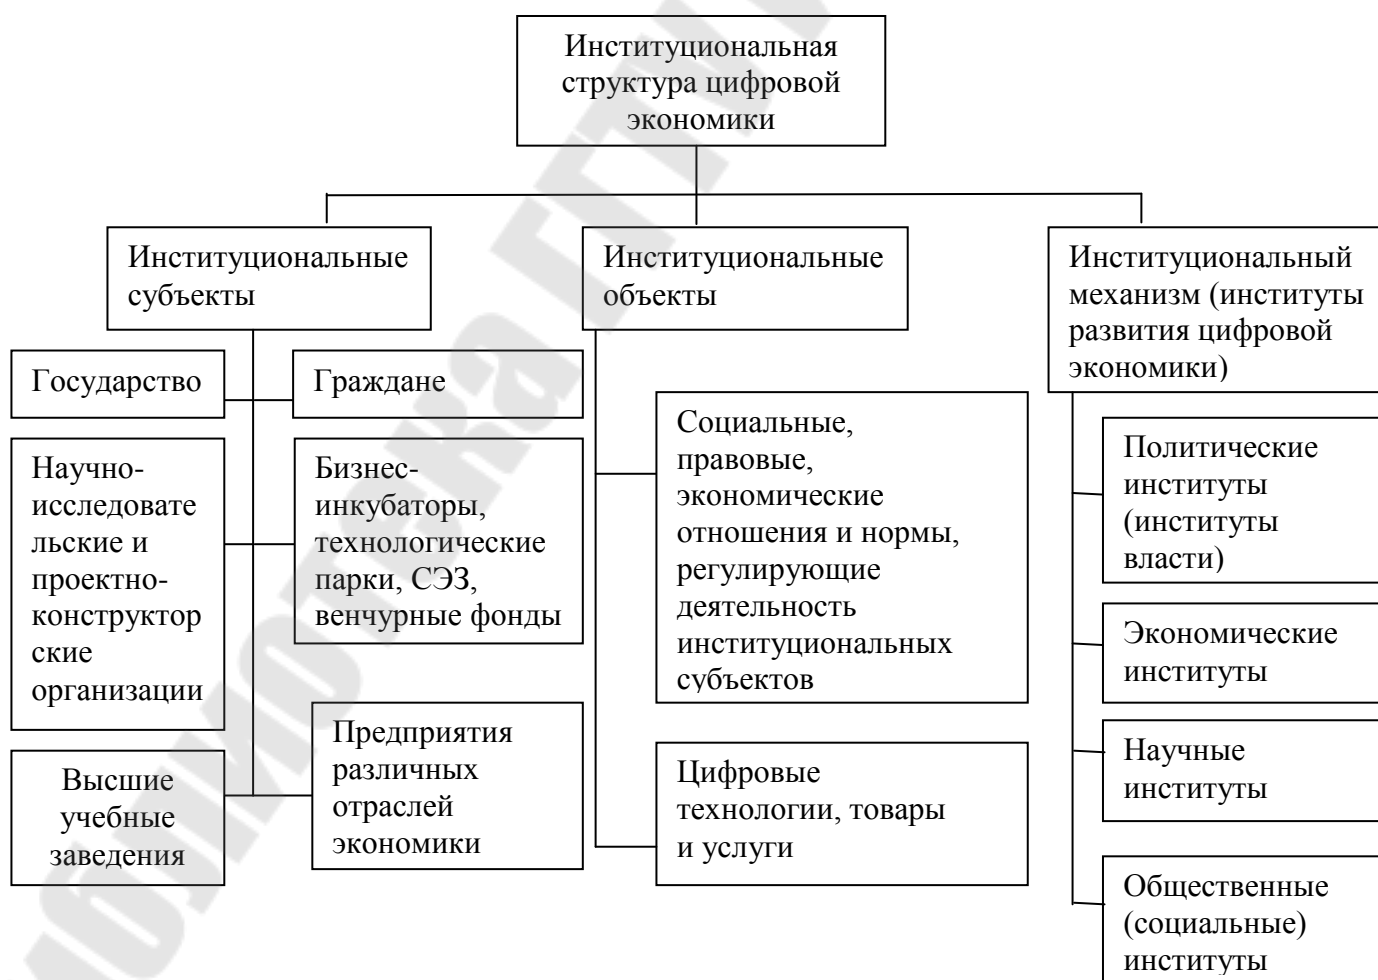 Институциональная
структура цифровой
экономики
Институциональные
субъекты
Институциональные
объекты
Институциональный
механизм (институты
развития цифровой
экономики)
Государство
Граждане
Научно-
исследовате
льские и
проектно-
конструктор
ские
организации
Бизнес-
инкубаторы,
технологические
парки, СЭЗ,
венчурные фонды
Высшие
учебные
заведения
Предприятия
различных
отраслей
экономики
Социальные,
правовые,
экономические
отношения и нормы,
регулирующие
деятельность
институциональных
субъектов
Цифровые
технологии, товары
и услуги
Политические
институты
(институты
власти)
Экономические
институты
Научные
институты
Общественные
(социальные)
институты